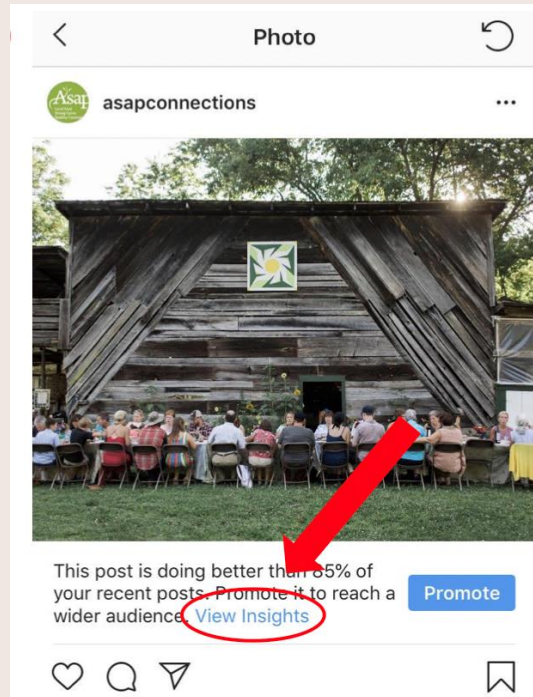 Photo
Asap
asapconnections
This post is doing better than 85% of
your recent posts. Promote it to reach a
wider audience. View Insights
Promote